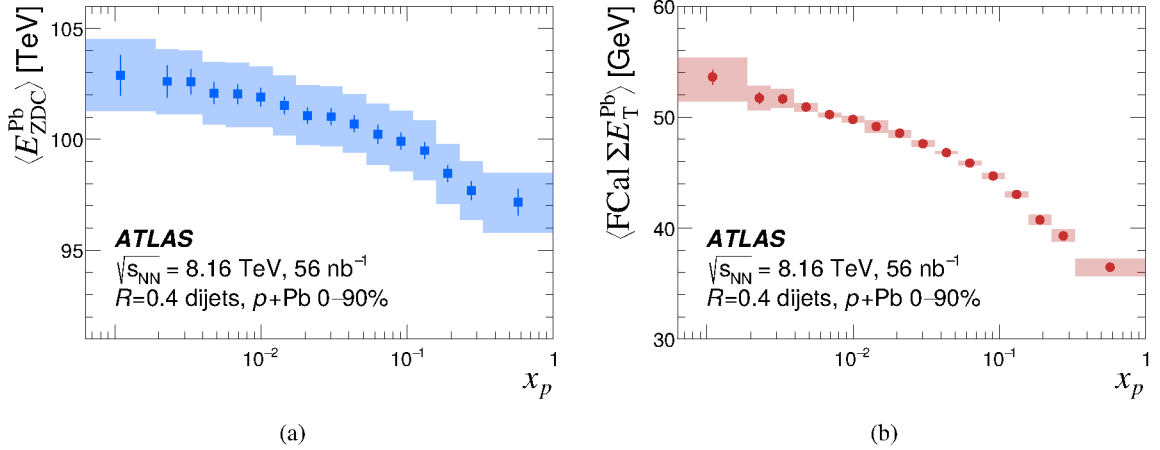 ⟨E_ZDC^Pb⟩ [TeV]
105
100
95
ATLAS
√s_NN = 8.16 TeV, 56 nb⁻¹
R=0.4 dijets, p+Pb 0–90%
10⁻²
10⁻¹
1
x_p
(a)
⟨FCal ΣE_T^Pb⟩ [GeV]
60
50
40
30
ATLAS
√s_NN = 8.16 TeV, 56 nb⁻¹
R=0.4 dijets, p+Pb 0–90%
10⁻²
10⁻¹
1
x_p
(b)